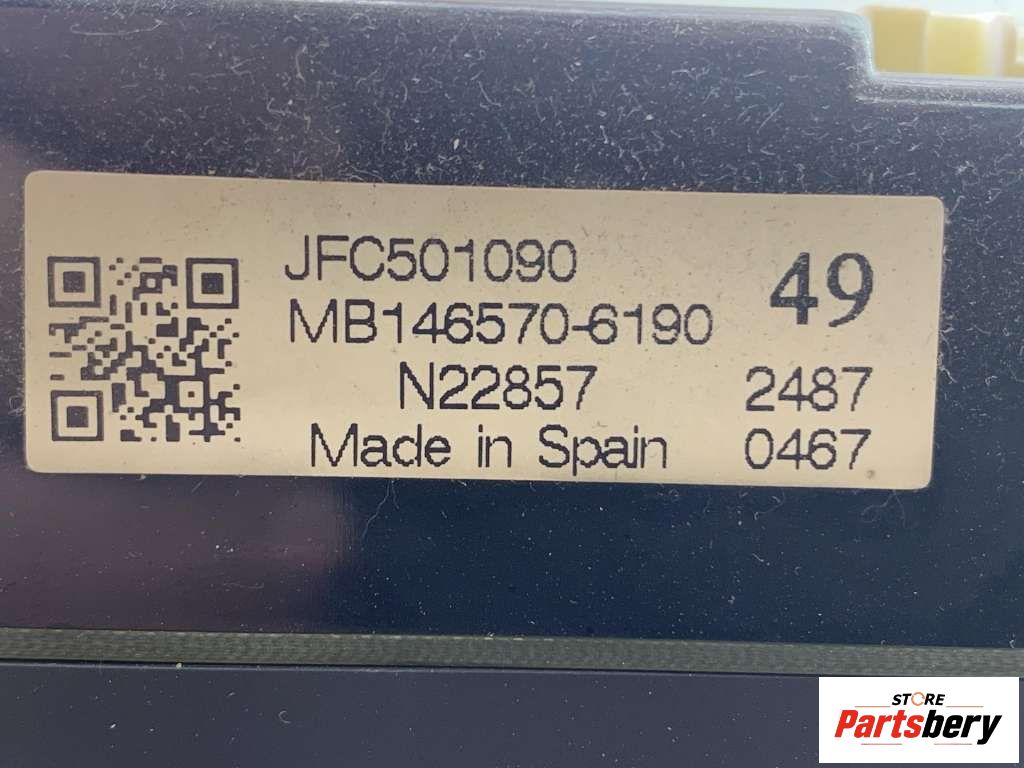 JFC501090
MB146570-6190
49
N22857
2487
Made in Spain
0467
STORE
Partsbery